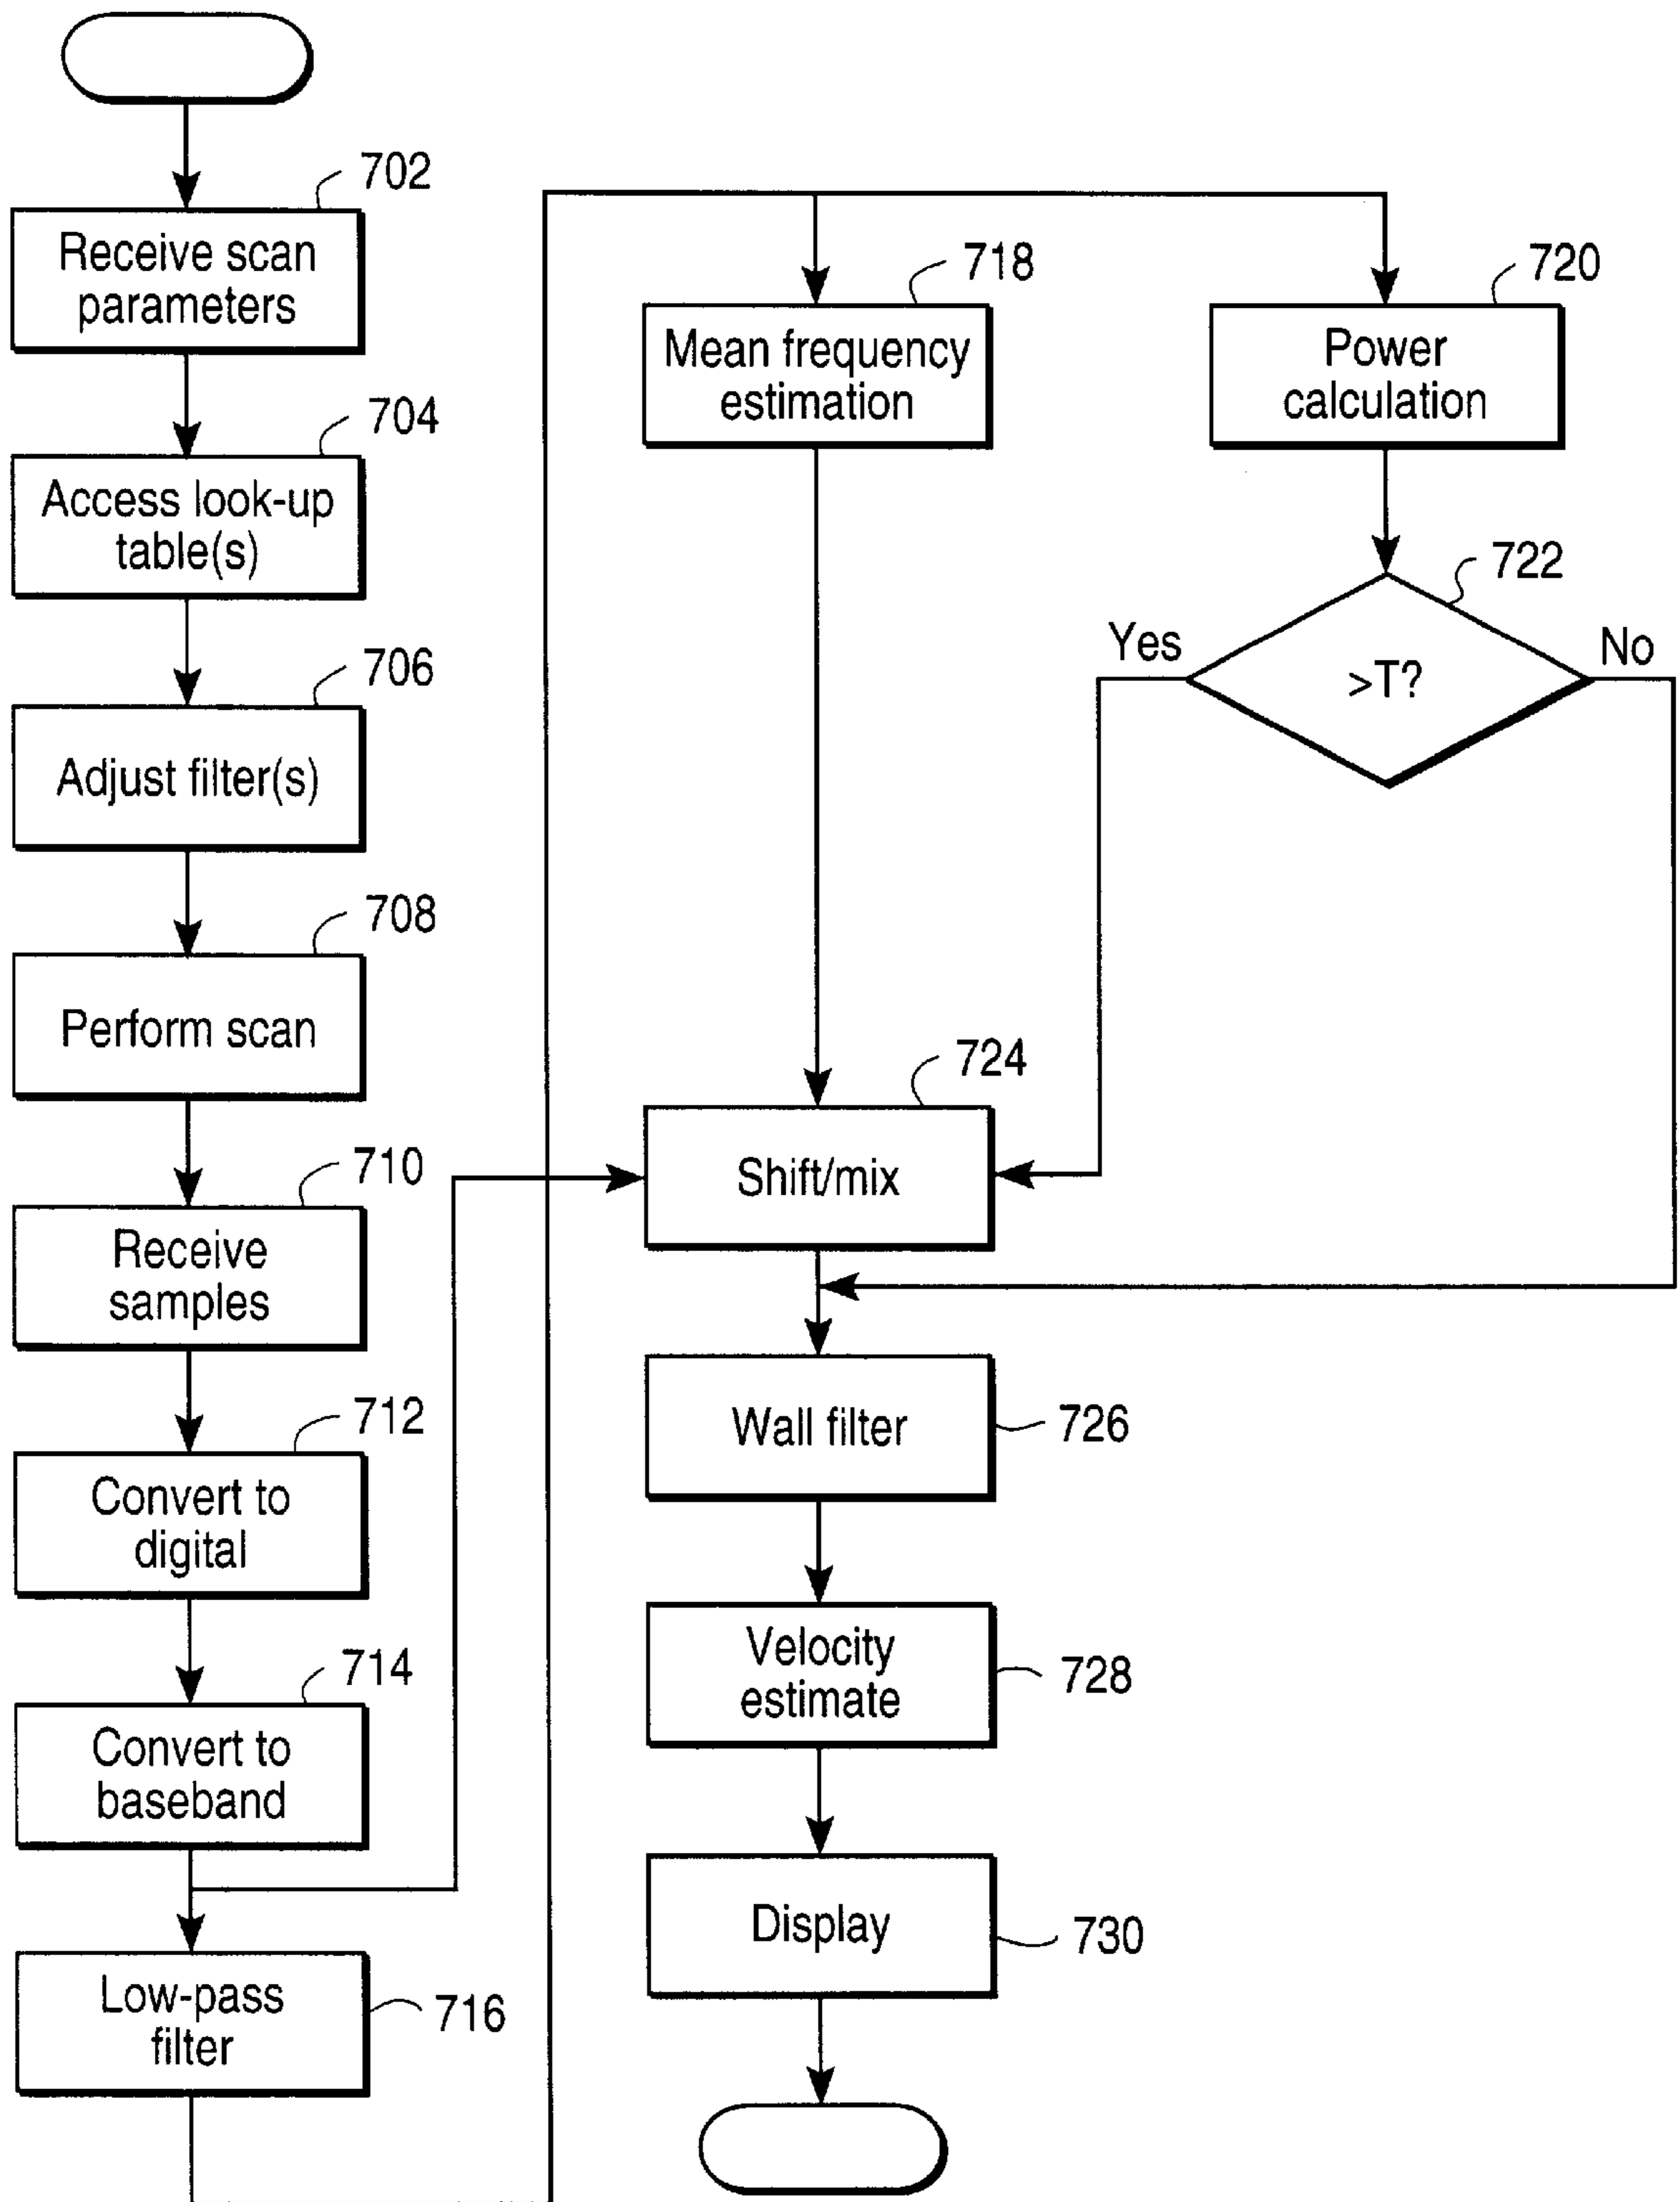 702
Receive scan
parameters
704
Access look-up
table(s)
706
Adjust filter(s)
708
Perform scan
710
Receive
samples
712
Convert to
digital
714
Convert to
baseband
Low-pass
filter
716
718
Mean frequency
estimation
720
Power
calculation
722
Yes
>T?
No
724
Shift/mix
Wall filter
726
Velocity
estimate
728
Display
730